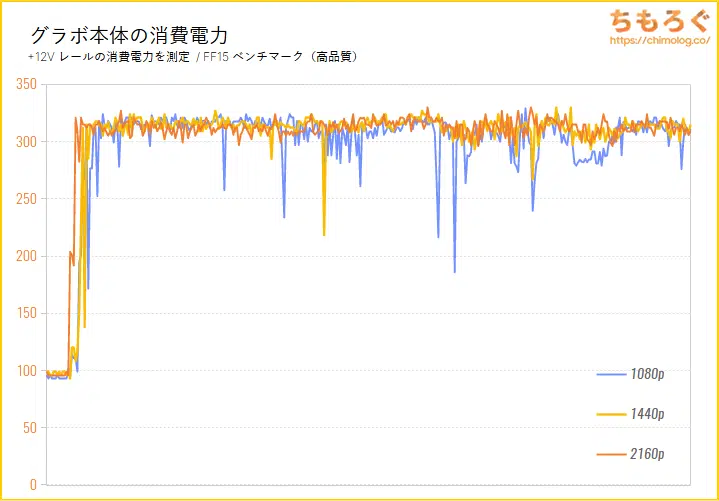 グラボ本体の消費電力
+12V レールの消費電力を測定 / FF15 ベンチマーク（高品質）
ちもろぐ
https://chimolog.co/
350
300
250
200
150
100
50
0
1080p
1440p
2160p